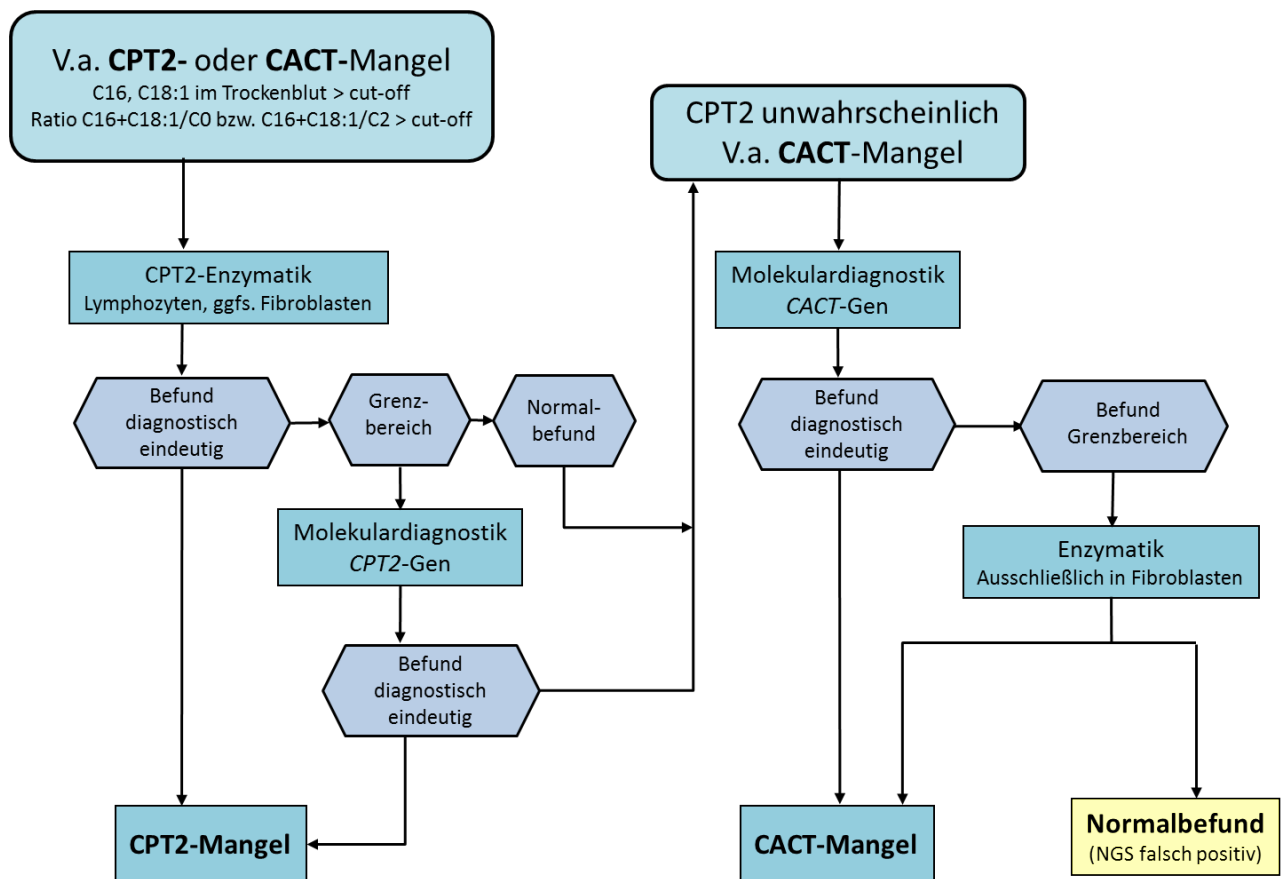 V.a. CPT2- oder CACT-Mangel
C16, C18:1 im Trockenblut > cut-off
Ratio C16+C18:1/C0 bzw. C16+C18:1/C2 > cut-off
CPT2-Enzymatik
Lymphozyten, ggfs. Fibroblasten
Befund
diagnostisch
eindeutig
Grenz-
bereich
Normal-
befund
Molekulardiagnostik
CPT2-Gen
Befund
diagnostisch
eindeutig
CPT2-Mangel
CPT2 unwahrscheinlich
V.a. CACT-Mangel
Molekulardiagnostik
CACT-Gen
Befund
diagnostisch
eindeutig
Befund
Grenzbereich
Enzymatik
Ausschließlich in Fibroblasten
CACT-Mangel
Normalbefund
(NGS falsch positiv)